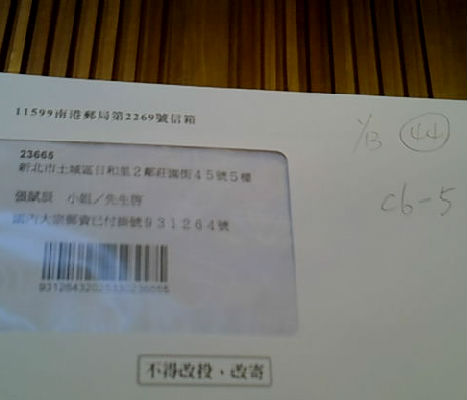 11599南港郵局第2269號信箱
1/13 44
c6-5
23665
新北市土城區日和里2鄰莊園街45號5樓
張賦辰 小姐／先生啓
國內大宗郵資已付掛號931264號
不得改投、改寄